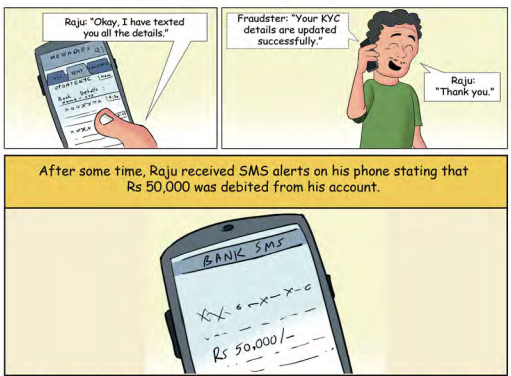 Raju: "Okay, I have texted
you all the details."
MESSAGES
SENT
UPDATE KYC
Bank Details :-
Fraudster: "Your KYC
details are updated
successfully."
Raju:
"Thank you."
After some time, Raju received SMS alerts on his phone stating that
Rs 50,000 was debited from his account.
BANK SMS
Rs 50,000/-